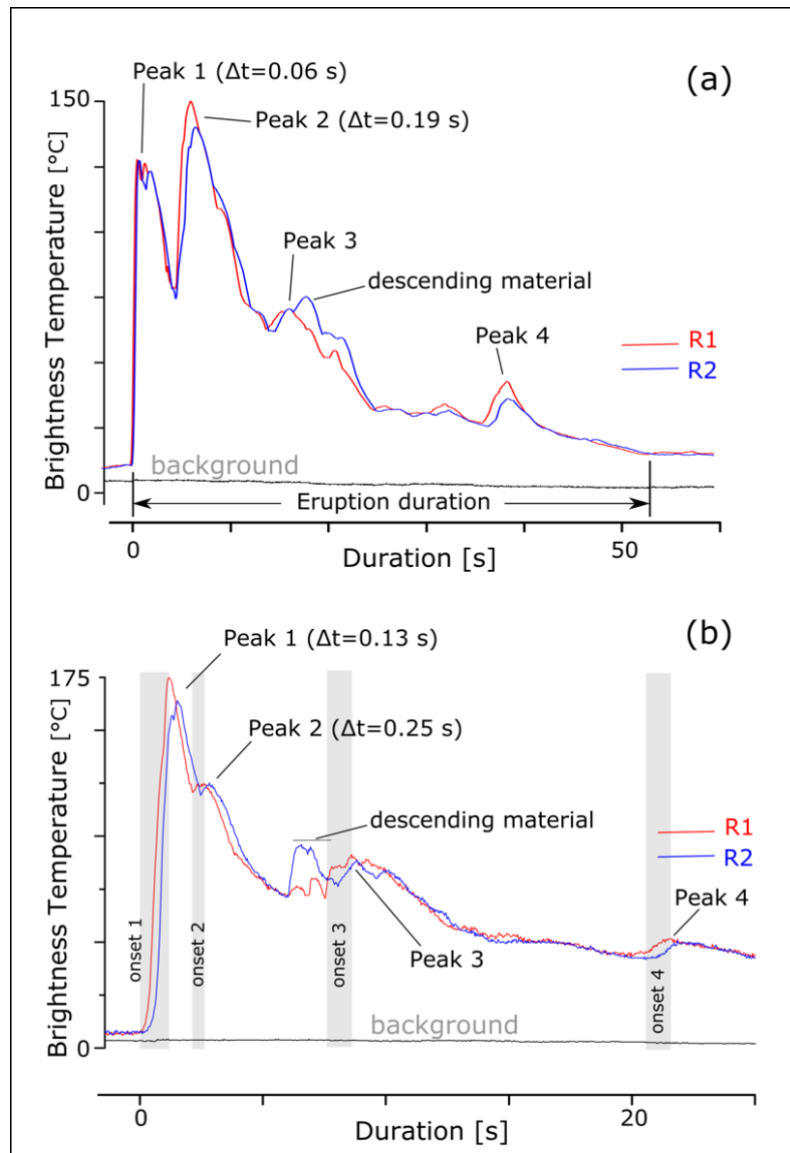 (a)
Peak 1 (Δt=0.06 s)
150
Peak 2 (Δt=0.19 s)
Peak 3
descending material
Peak 4
R1
R2
Brightness Temperature [°C]
background
0
Eruption duration
0
50
Duration [s]
(b)
Peak 1 (Δt=0.13 s)
175
Peak 2 (Δt=0.25 s)
descending material
R1
R2
Brightness Temperature [°C]
onset 1
onset 2
onset 3
Peak 3
Peak 4
onset 4
background
0
0
20
Duration [s]